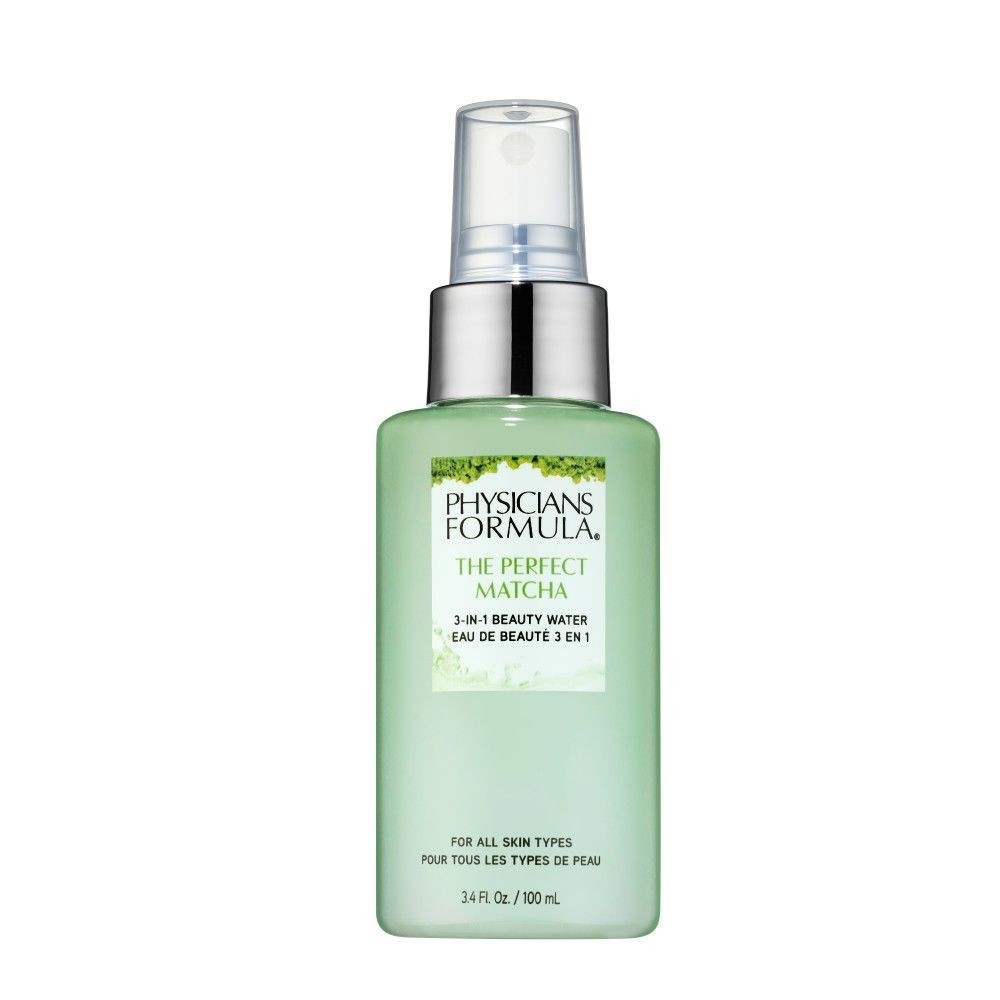 PHYSICIANS
FORMULA®
THE PERFECT
MATCHA
3-IN-1 BEAUTY WATER
EAU DE BEAUTÉ 3 EN 1
FOR ALL SKIN TYPES
POUR TOUS LES TYPES DE PEAU
3.4 Fl. Oz. / 100 mL